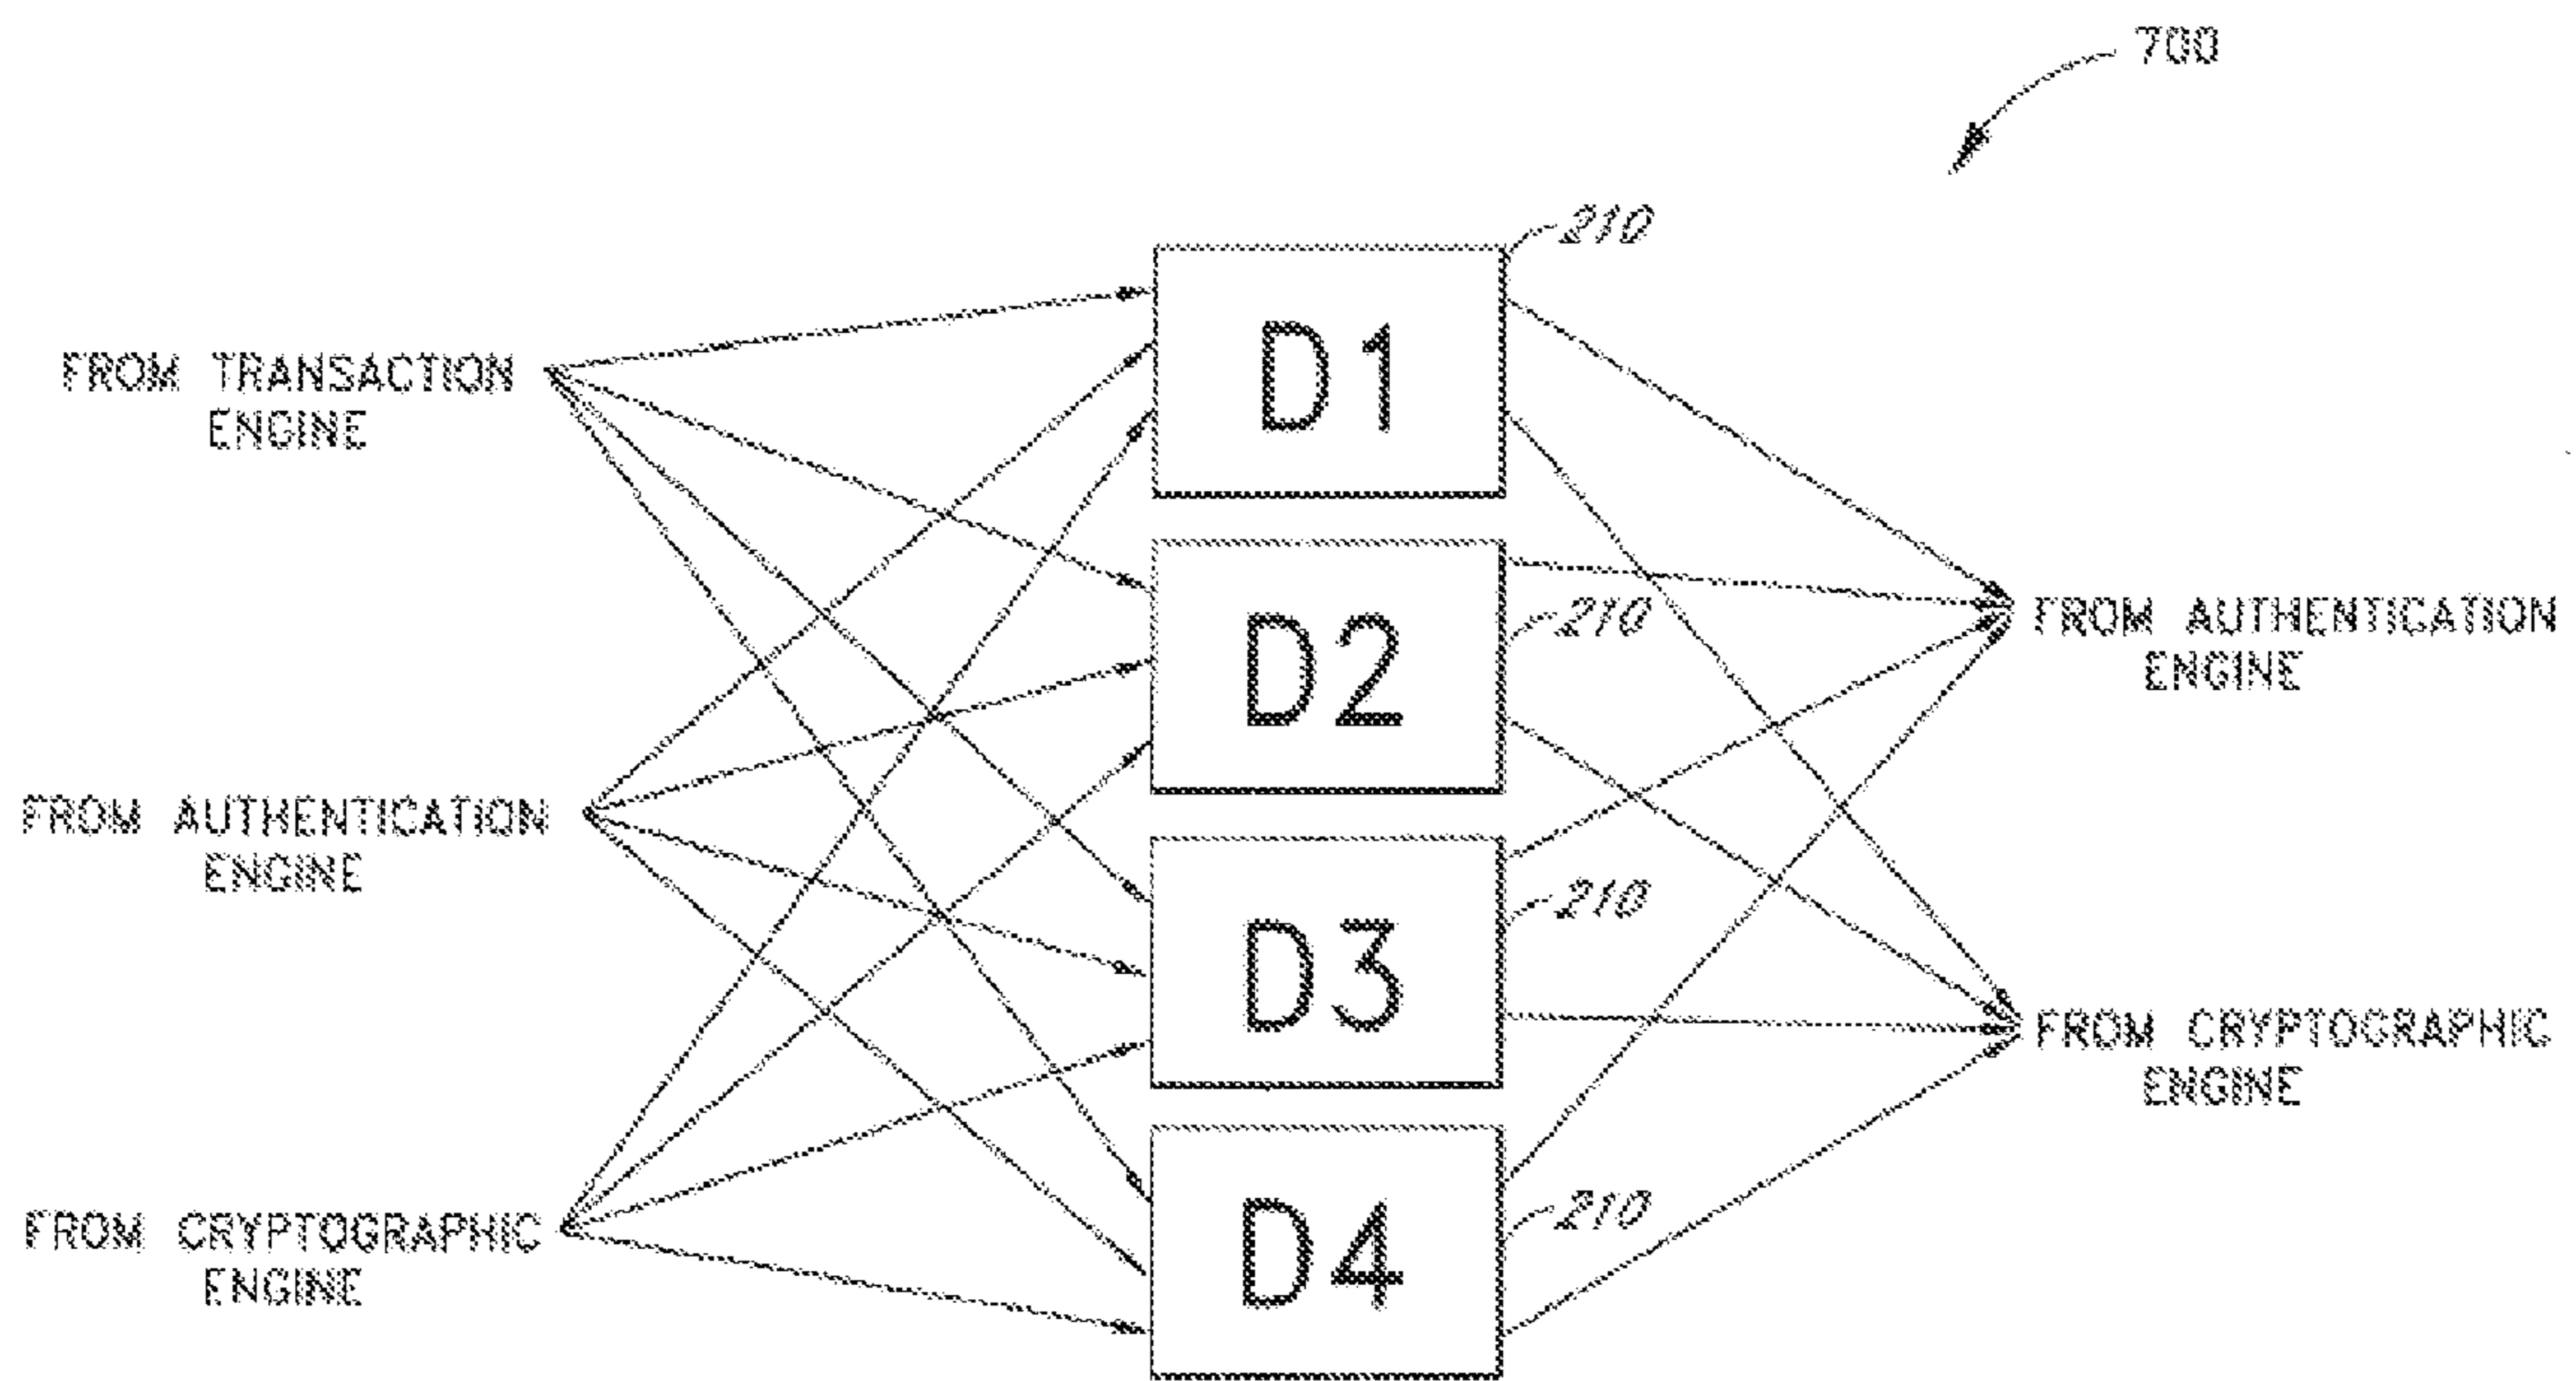 700
210
D1
FROM TRANSACTION
ENGINE
210
D2
FROM AUTHENTICATION
ENGINE
FROM AUTHENTICATION
ENGINE
210
D3
FROM CRYPTOGRAPHIC
ENGINE
210
D4
FROM CRYPTOGRAPHIC
ENGINE